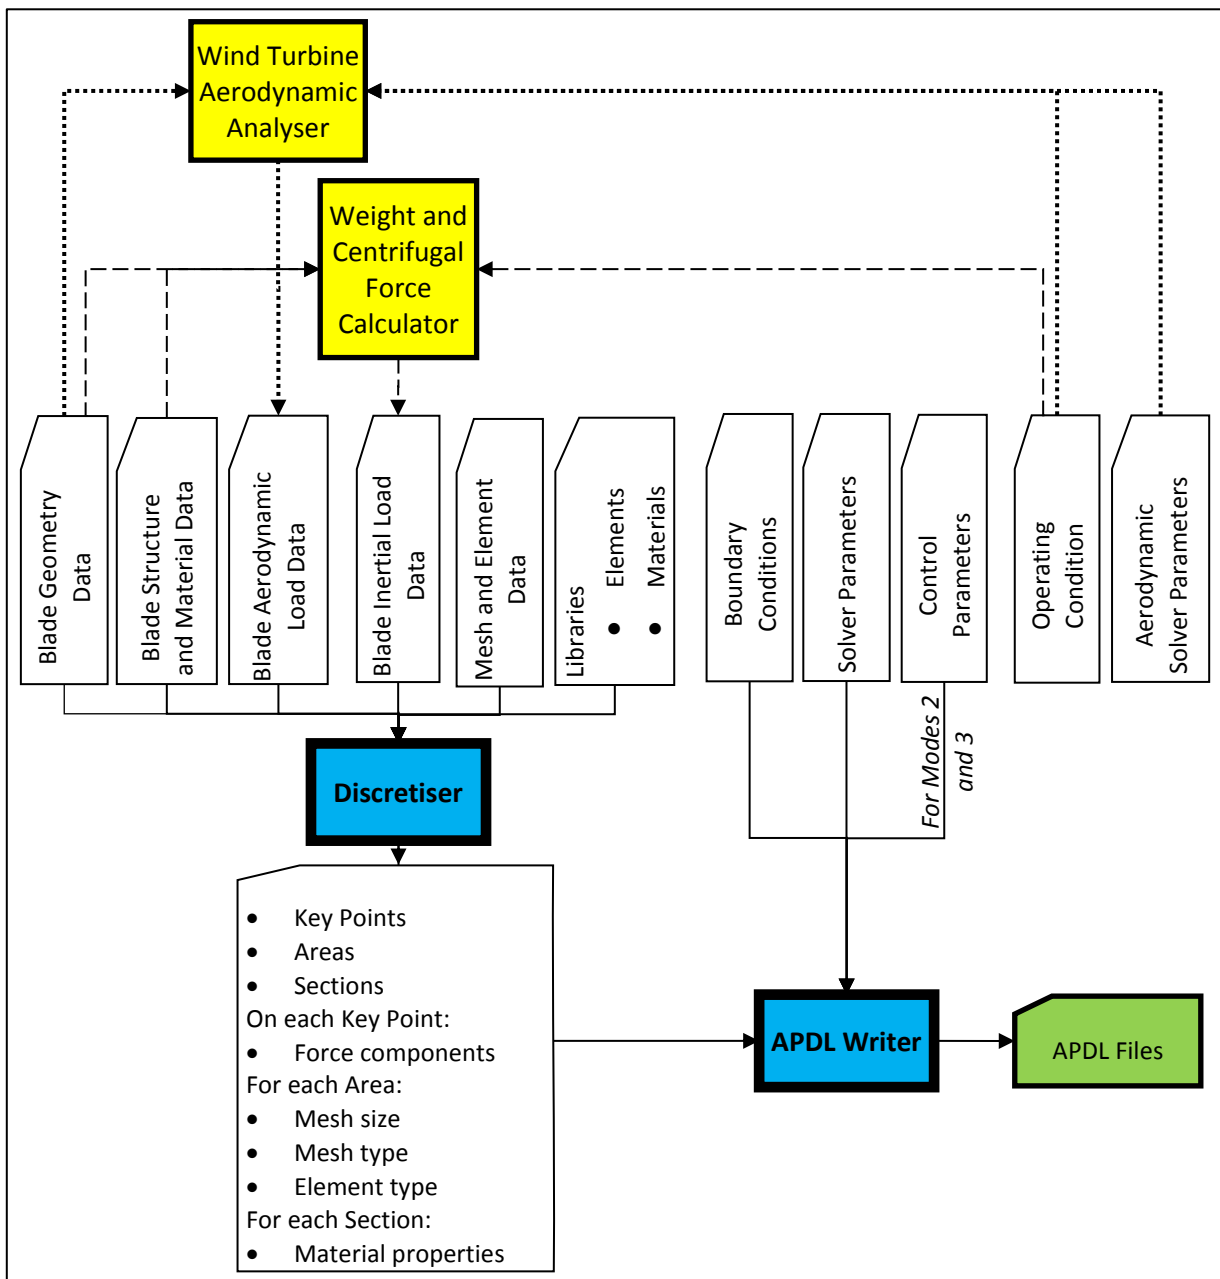 Wind Turbine
Aerodynamic
Analyser
Weight and
Centrifugal
Force
Calculator
Blade Geometry
Data
Blade Structure
and Material Data
Blade Aerodynamic
Load Data
Blade Inertial Load
Data
Mesh and Element
Data
Libraries
• Elements
• Materials
Boundary
Conditions
Solver Parameters
Control
Parameters
Operating
Condition
Aerodynamic
Solver Parameters
For Modes 2
and 3
Discretiser
• Key Points
• Areas
• Sections
On each Key Point:
• Force components
For each Area:
• Mesh size
• Mesh type
• Element type
For each Section:
• Material properties
APDL Writer
APDL Files